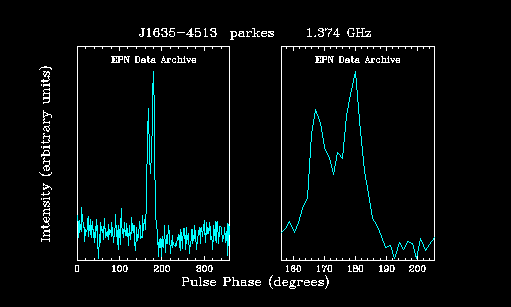 J1635-4513 parkes 1.374 GHz
EPN Data Archive EPN Data Archive
Intensity (arbitrary units)
0 100 200 300 160 170 180 190 200
Pulse Phase (degrees)